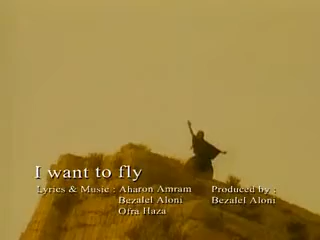 I want to fly
Lyrics & Music : Aharon Amram Produced by :
Bezalel Aloni Bezalel Aloni
Ofra Haza